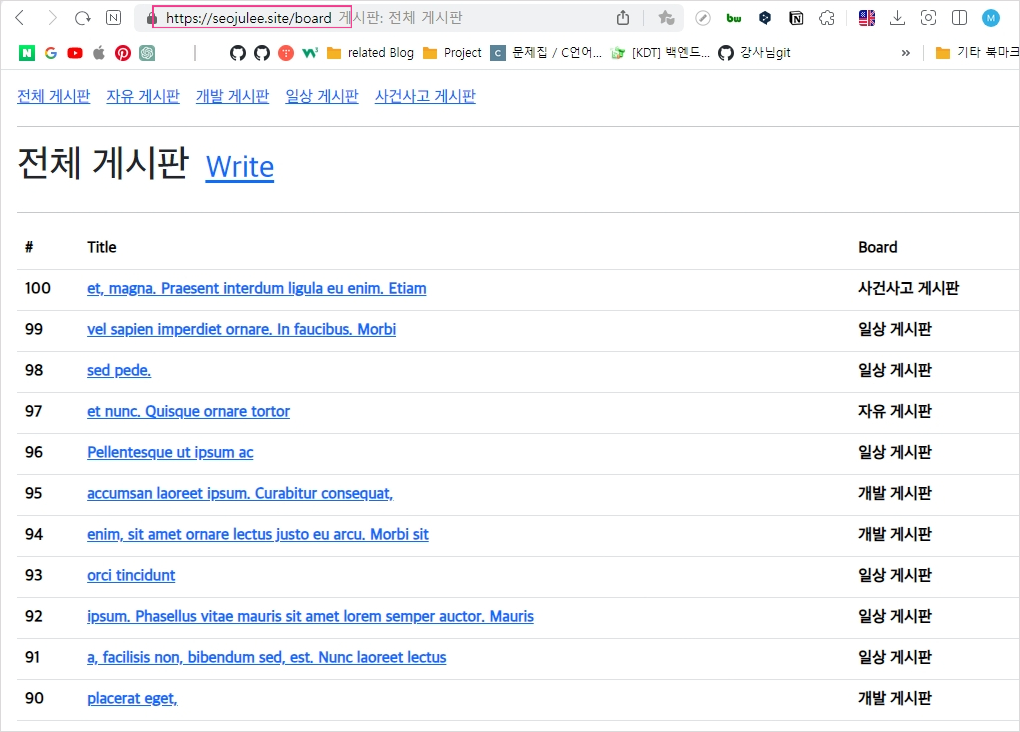 https://seojulee.site/board 게시판: 전체 게시판
related Blog Project 문제집 / C언어... [KDT] 백엔드... 강사님git » 기타 북마크
전체 게시판 자유 게시판 개발 게시판 일상 게시판 사건사고 게시판
전체 게시판 Write
# Title Board
100 et, magna. Praesent interdum ligula eu enim. Etiam 사건사고 게시판
99 vel sapien imperdiet ornare. In faucibus. Morbi 일상 게시판
98 sed pede. 일상 게시판
97 et nunc. Quisque ornare tortor 자유 게시판
96 Pellentesque ut ipsum ac 일상 게시판
95 accumsan laoreet ipsum. Curabitur consequat, 개발 게시판
94 enim, sit amet ornare lectus justo eu arcu. Morbi sit 개발 게시판
93 orci tincidunt 일상 게시판
92 ipsum. Phasellus vitae mauris sit amet lorem semper auctor. Mauris 일상 게시판
91 a, facilisis non, bibendum sed, est. Nunc laoreet lectus 일상 게시판
90 placerat eget, 개발 게시판